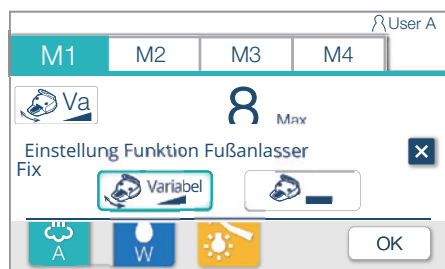 User A
M1 M2 M3 M4
Va
8 Max
Einstellung Funktion Fußanlasser
Fix
Variabel
A W
OK